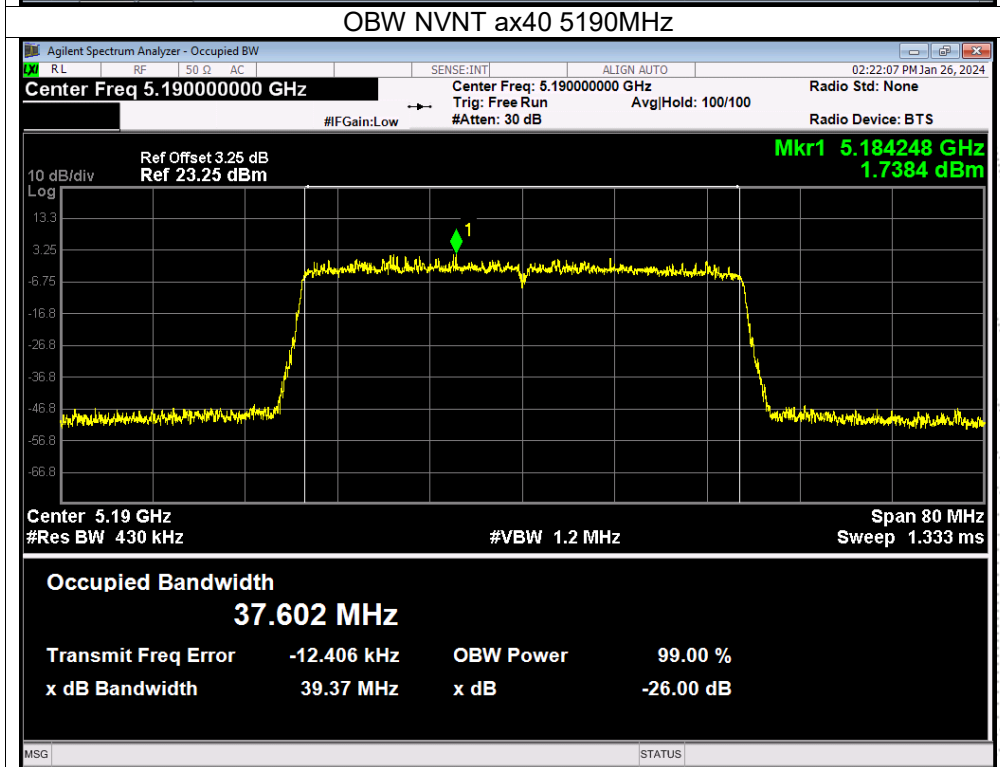 OBW NVNT ax40 5190MHz
Agilent Spectrum Analyzer - Occupied BW
LXI RL RF 50 Ω AC SENSE:INT ALIGN AUTO 02:22:07 PM Jan 26, 2024
Center Freq 5.190000000 GHz Center Freq: 5.190000000 GHz Radio Std: None
Trig: Free Run Avg|Hold: 100/100
#IFGain:Low #Atten: 30 dB Radio Device: BTS
Mkr1 5.184248 GHz
1.7384 dBm
Ref Offset 3.25 dB
10 dB/div Ref 23.25 dBm
Log
13.3
1
3.25
-6.75
-16.8
-26.8
-36.8
-46.8
-56.8
-66.8
Center 5.19 GHz Span 80 MHz
#Res BW 430 kHz #VBW 1.2 MHz Sweep 1.333 ms
Occupied Bandwidth
37.602 MHz
Transmit Freq Error -12.406 kHz OBW Power 99.00 %
x dB Bandwidth 39.37 MHz x dB -26.00 dB
MSG STATUS